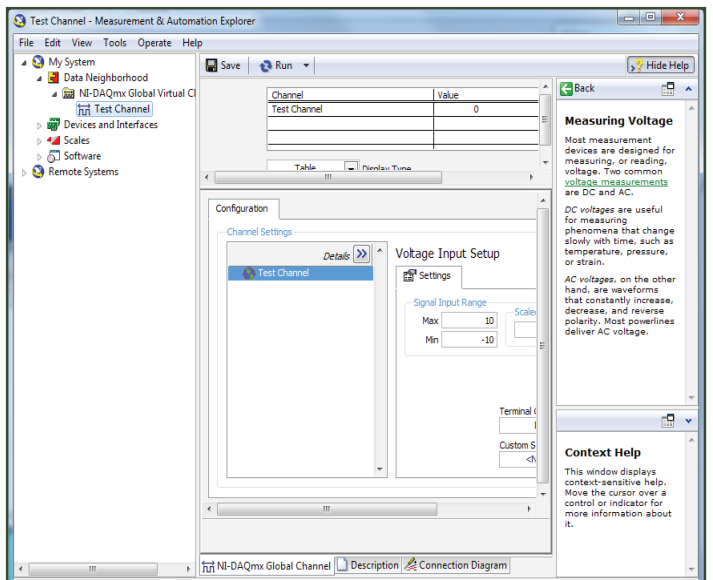 Test Channel - Measurement & Automation Explorer
File Edit View Tools Operate Help
My System
Data Neighborhood
NI-DAQmx Global Virtual Cl
Test Channel
Devices and Interfaces
Scales
Software
Remote Systems
Save Run Hide Help
Channel Value
Test Channel 0
Table Display Type
Configuration
Channel Settings
Details
Test Channel
Voltage Input Setup
Settings
Signal Input Range
Scale
Max 10
Min -10
Terminal
Custom S
<N
NI-DAQmx Global Channel Description Connection Diagram
Back
Measuring Voltage
Most measurement
devices are designed for
measuring, or reading,
voltage. Two common
voltage measurements
are DC and AC.
DC voltages are useful
for measuring
phenomena that change
slowly with time, such as
temperature, pressure,
or strain.
AC voltages, on the other
hand, are waveforms
that constantly increase,
decrease, and reverse
polarity. Most powerlines
deliver AC voltage.
Context Help
This window displays
context-sensitive help.
Move the cursor over a
control or indicator for
more information about
it.